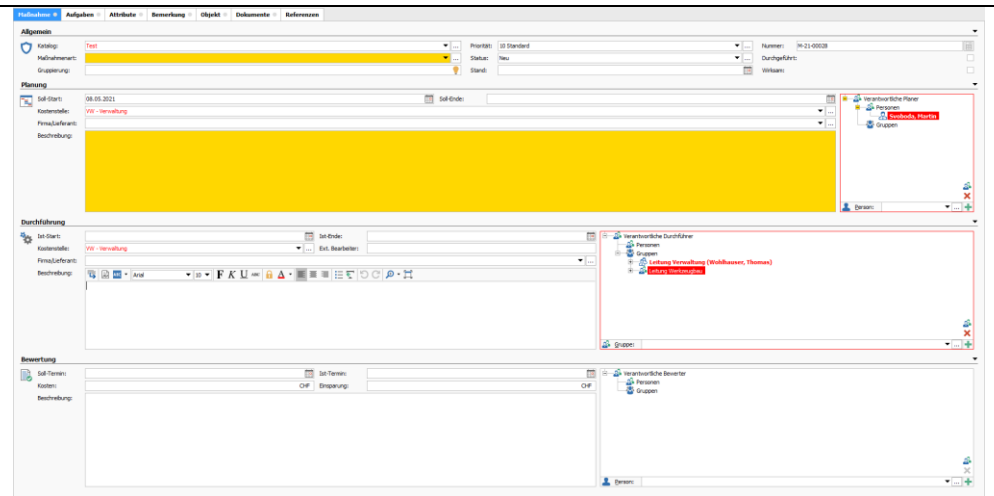 Maßnahme Aufgaben Attribute Bemerkung Objekt Dokumente Referenzen
Allgemein
Katalog: Test Priorität: 10 Standard Nummer: M-21-00028
Maßnahmenart: Status: Neu Durchgeführt:
Gruppierung: Stand: Wirksam:
Planung
Soll-Start: 08.05.2021 Soll-Ende: Verantwortliche Planer
Kostenstelle: VW - Verwaltung Personen
Firma/Lieferant: Svoboda, Martin
Beschreibung: Gruppen
Person:
Durchführung
Ist-Start: Ist-Ende: Verantwortliche Durchführer
Kostenstelle: VW - Verwaltung Ext. Bearbeiter: Personen
Firma/Lieferant: Gruppen
Leitung Verwaltung (Wohlhauser, Thomas)
Beschreibung: Arial 10 F K U abc A Leitung Werkzeugbau
Gruppe:
Bewertung
Soll-Termin: Ist-Termin: Verantwortliche Bewerter
Kosten: CHF Einsparung: CHF Personen
Beschreibung: Gruppen
Person: